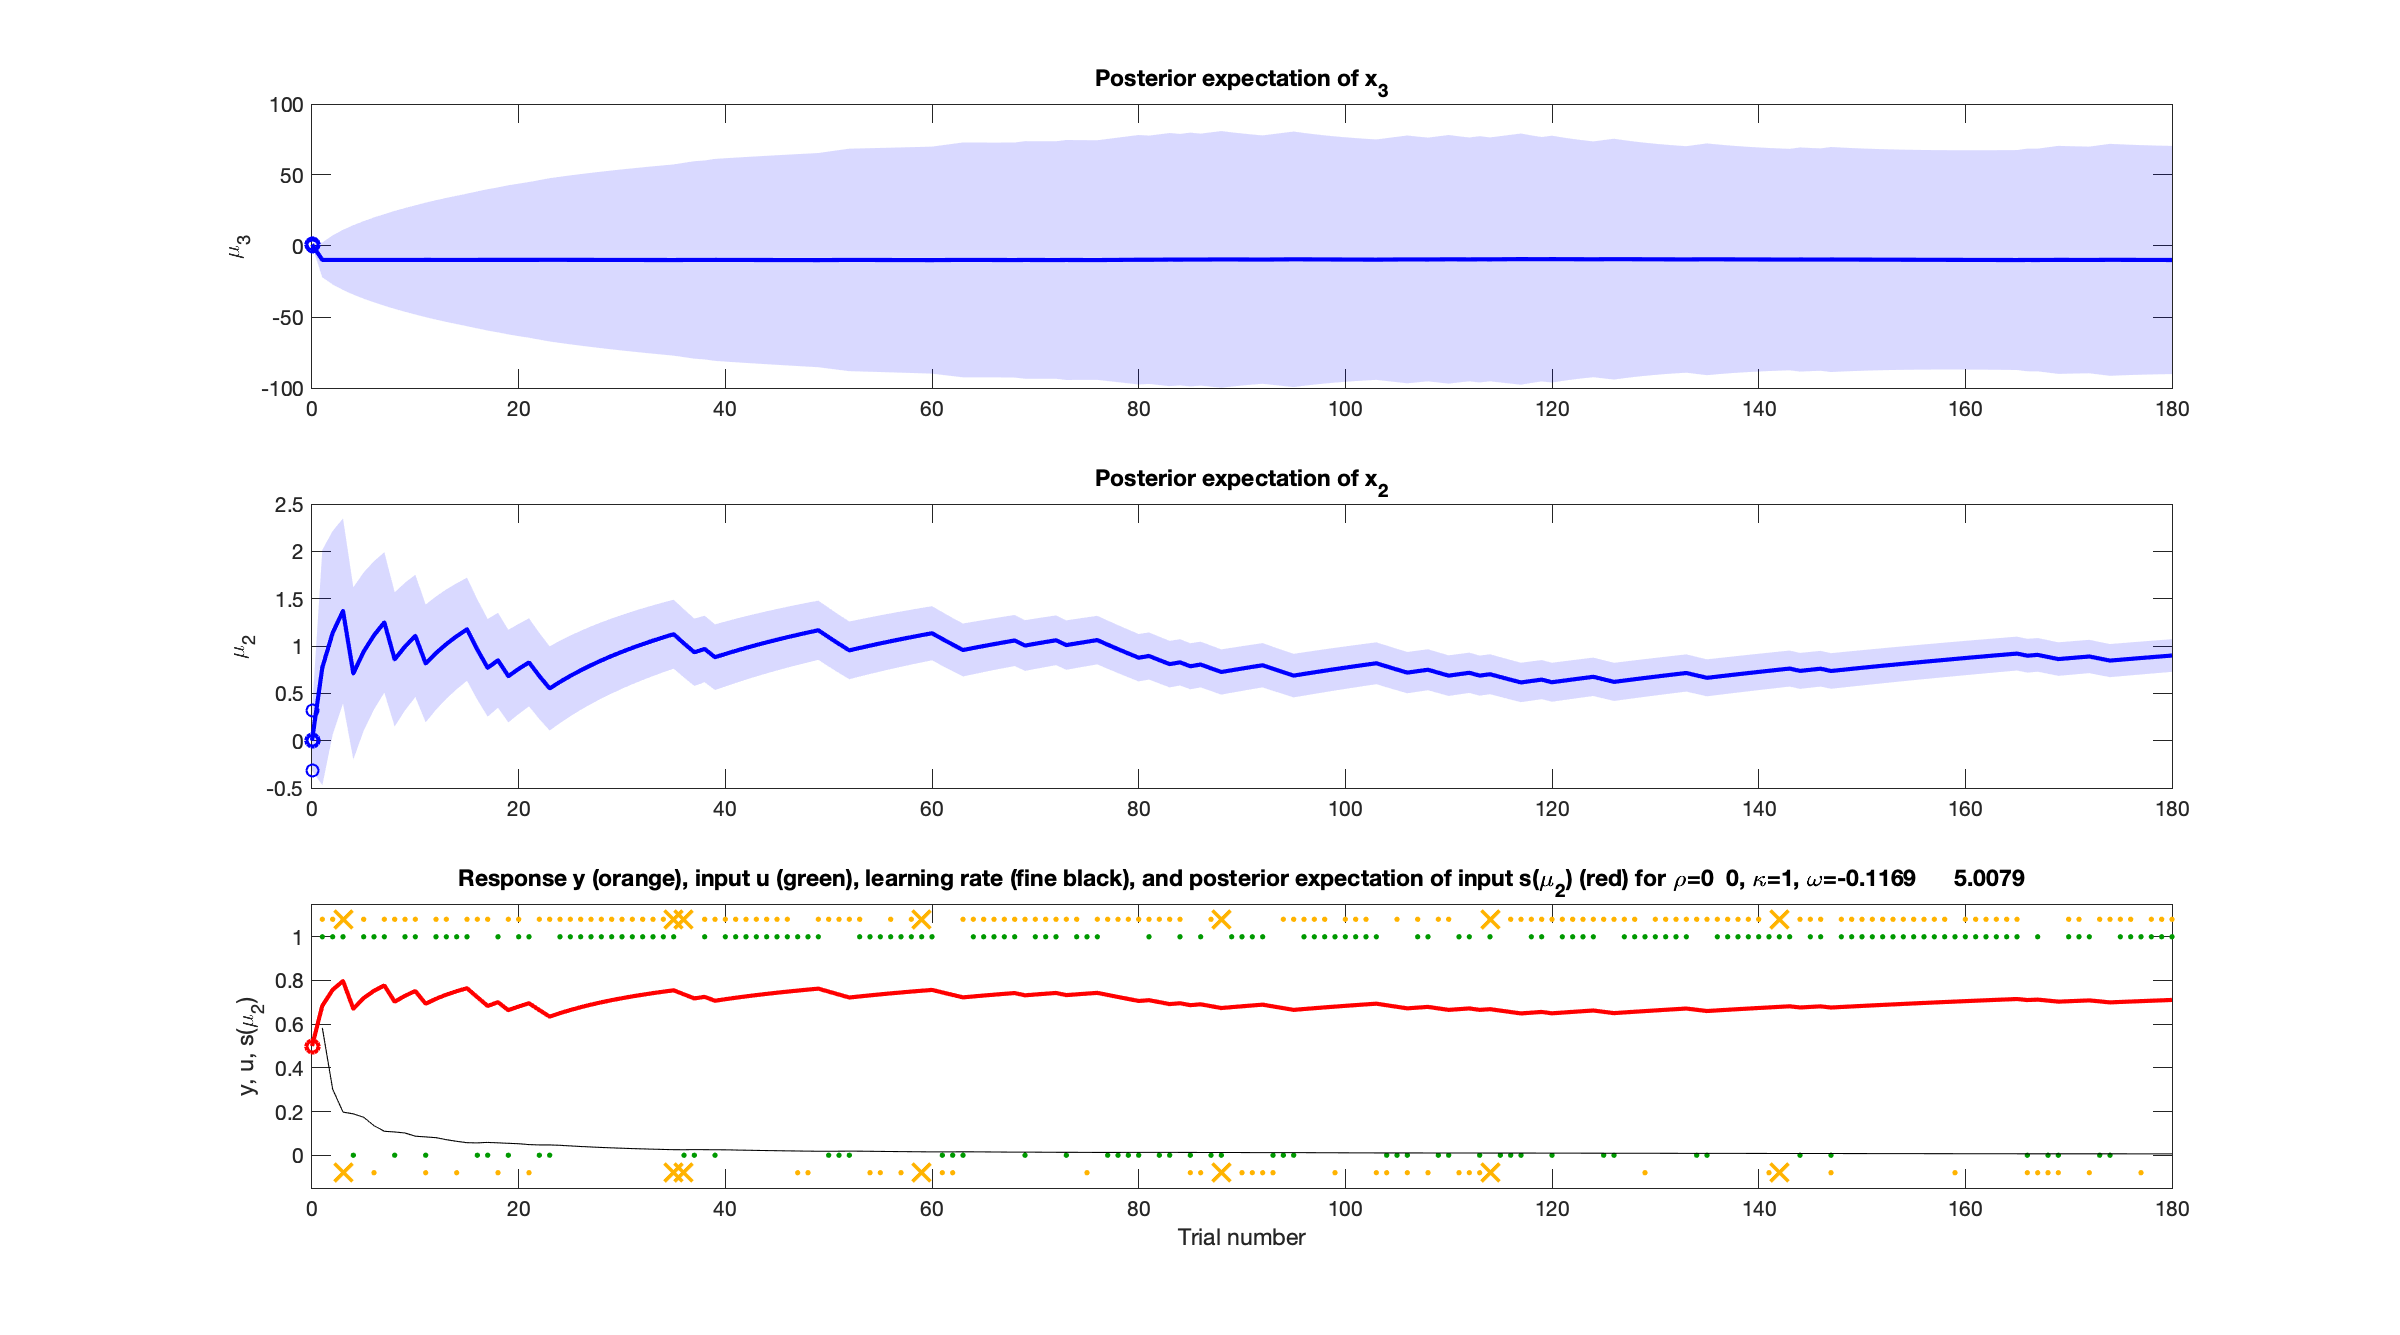 Posterior expectation of x3
100
50
0
-50
-100
μ3
0 20 40 60 80 100 120 140 160 180
Posterior expectation of x2
2.5
2
1.5
1
0.5
0
-0.5
μ2
0 20 40 60 80 100 120 140 160 180
Response y (orange), input u (green), learning rate (fine black), and posterior expectation of input s(μ2) (red) for ρ=0 0, κ=1, ω=-0.1169 5.0079
1
0.8
0.6
0.4
0.2
0
y, u, s(μ2)
0 20 40 60 80 100 120 140 160 180
Trial number